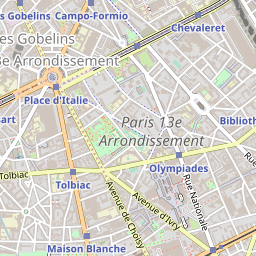 es Gobelins
Campo-Formio
Chevaleret
es Gobelins
3e Arrondissement
Place d'Italie
Paris 13e
Arrondissement
Biblioth
Tolbiac
Olympiades
Tolbiac
Rue Nationale
Avenue de Choisy
Avenue d'Ivry
Maison Blanche